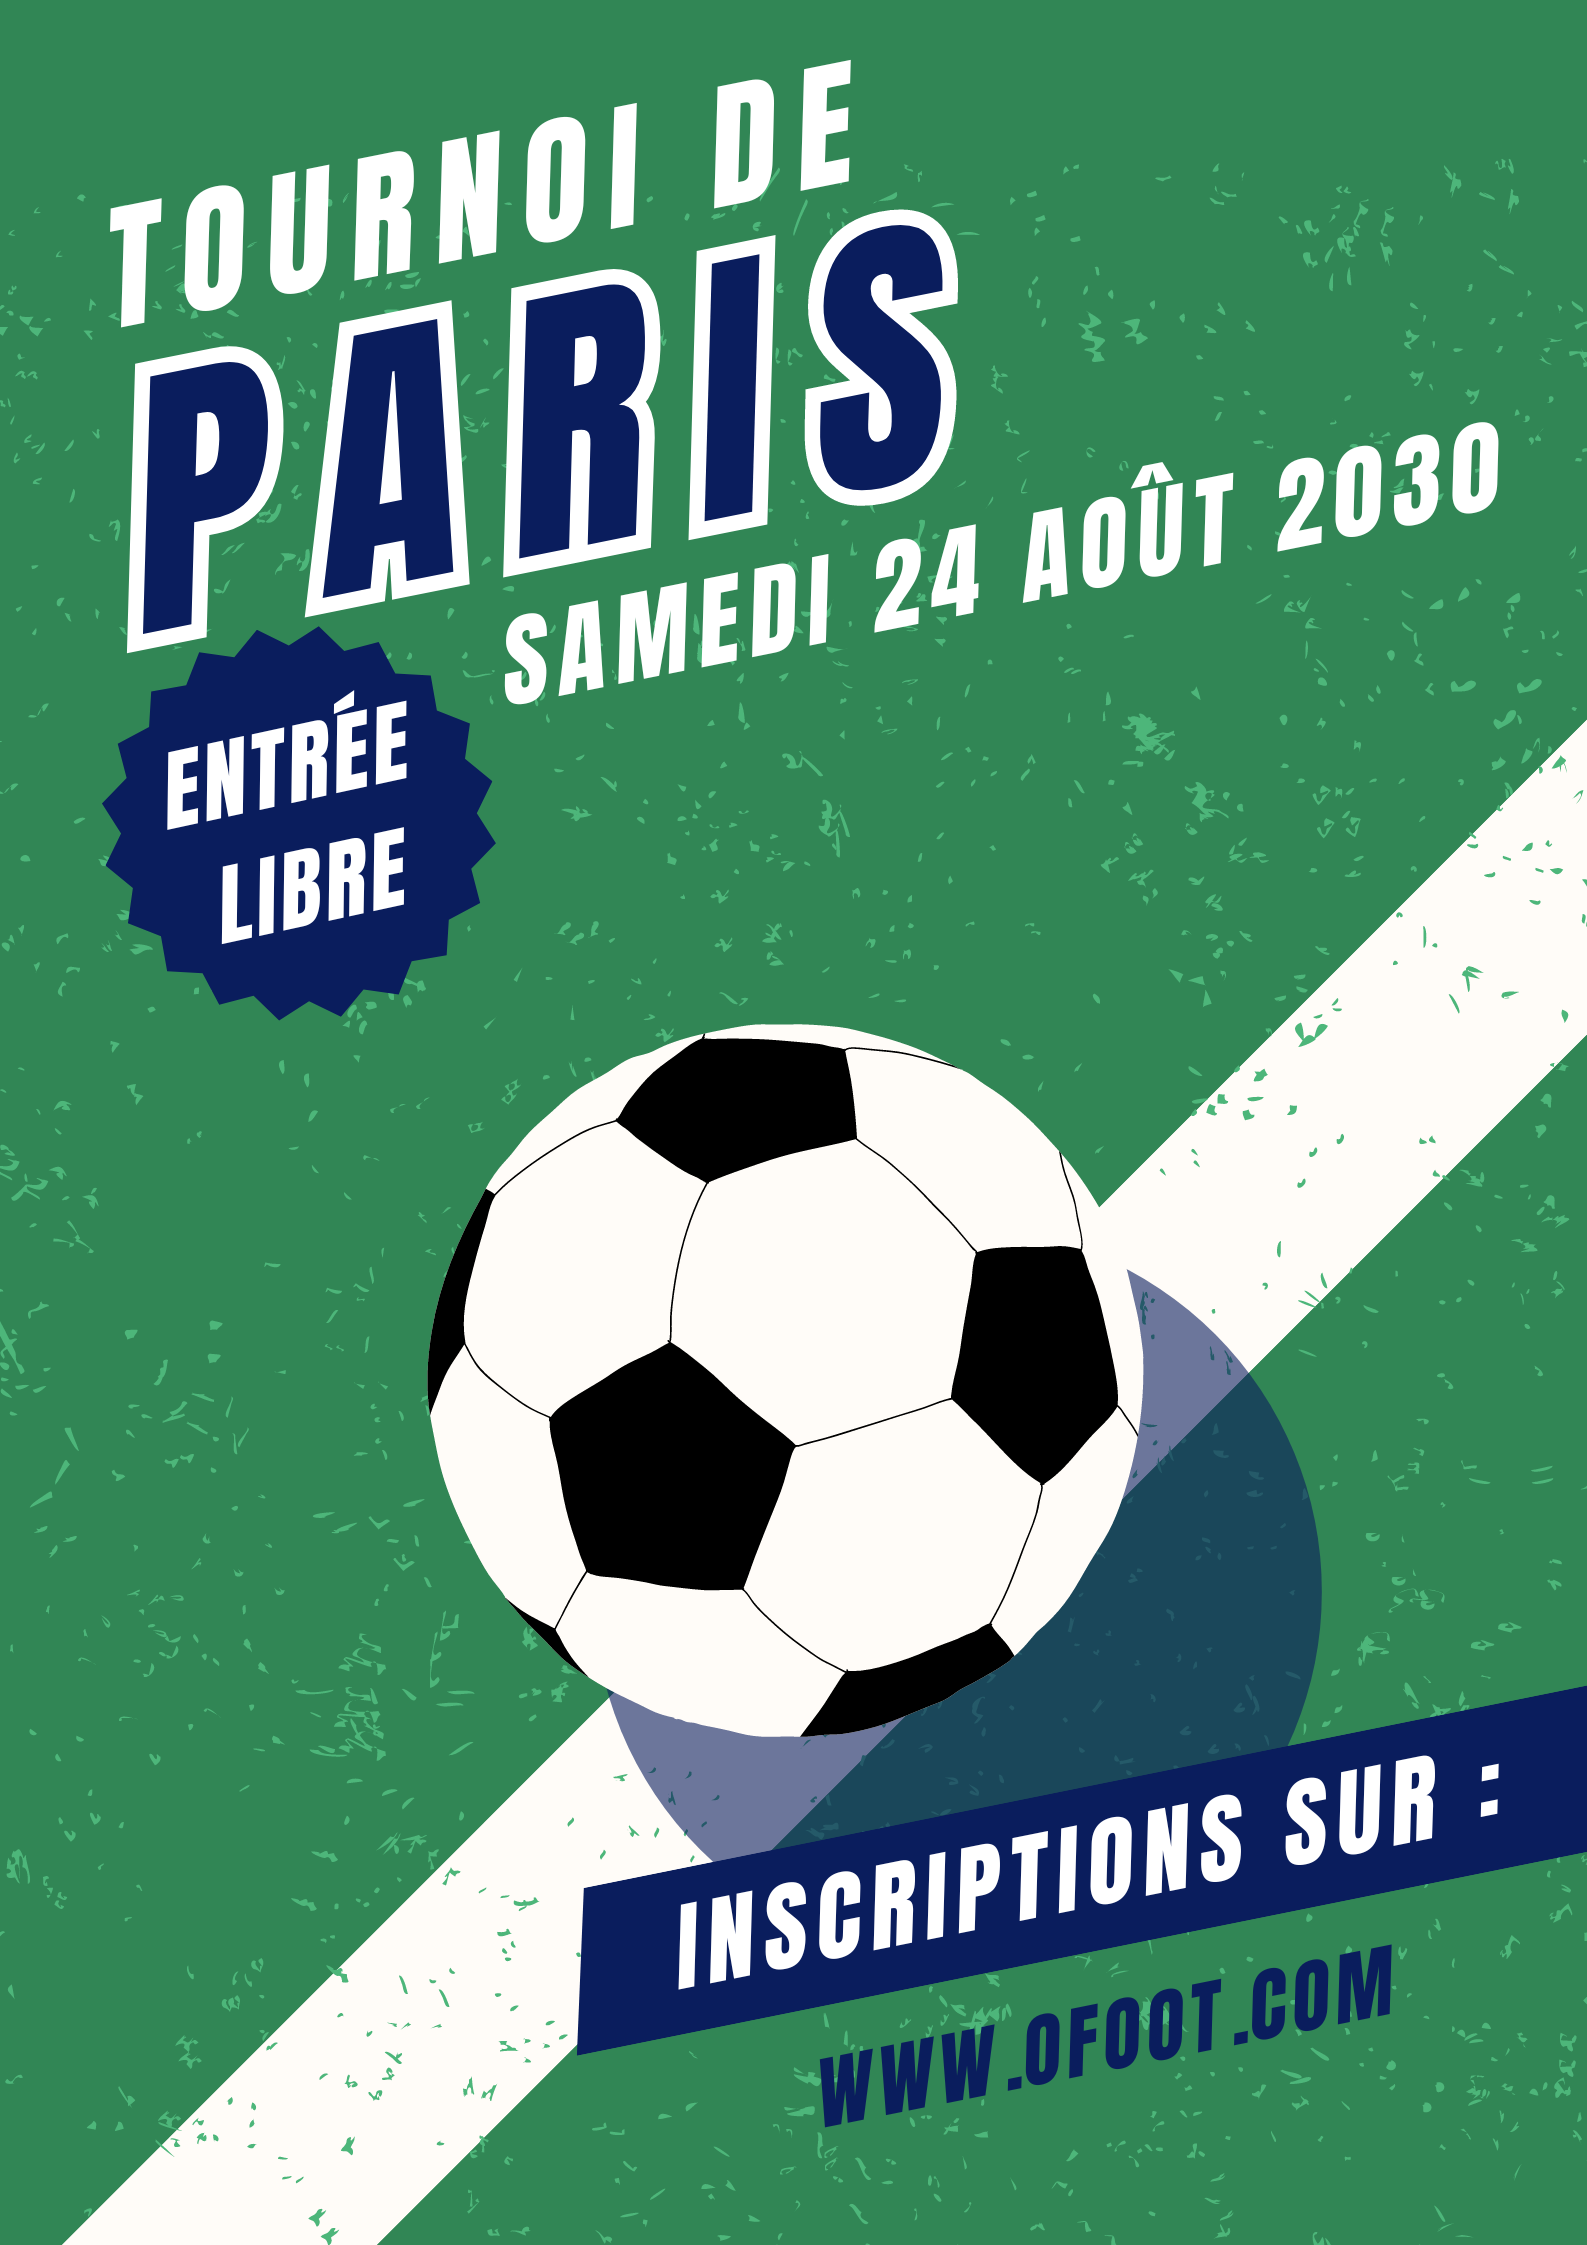 TOURNOI DE
PARIS
SAMEDI 24 AOÛT 2030
ENTRÉE
LIBRE
INSCRIPTIONS SUR :
WWW.OFOOT.COM